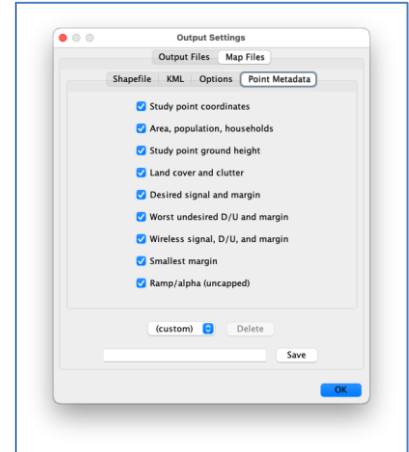 Output Settings
Output Files Map Files
Shapefile KML Options Point Metadata
Study point coordinates
Area, population, households
Study point ground height
Land cover and clutter
Desired signal and margin
Worst undesired D/U and margin
Wireless signal, D/U, and margin
Smallest margin
Ramp/alpha (uncapped)
(custom) Delete
Save
OK